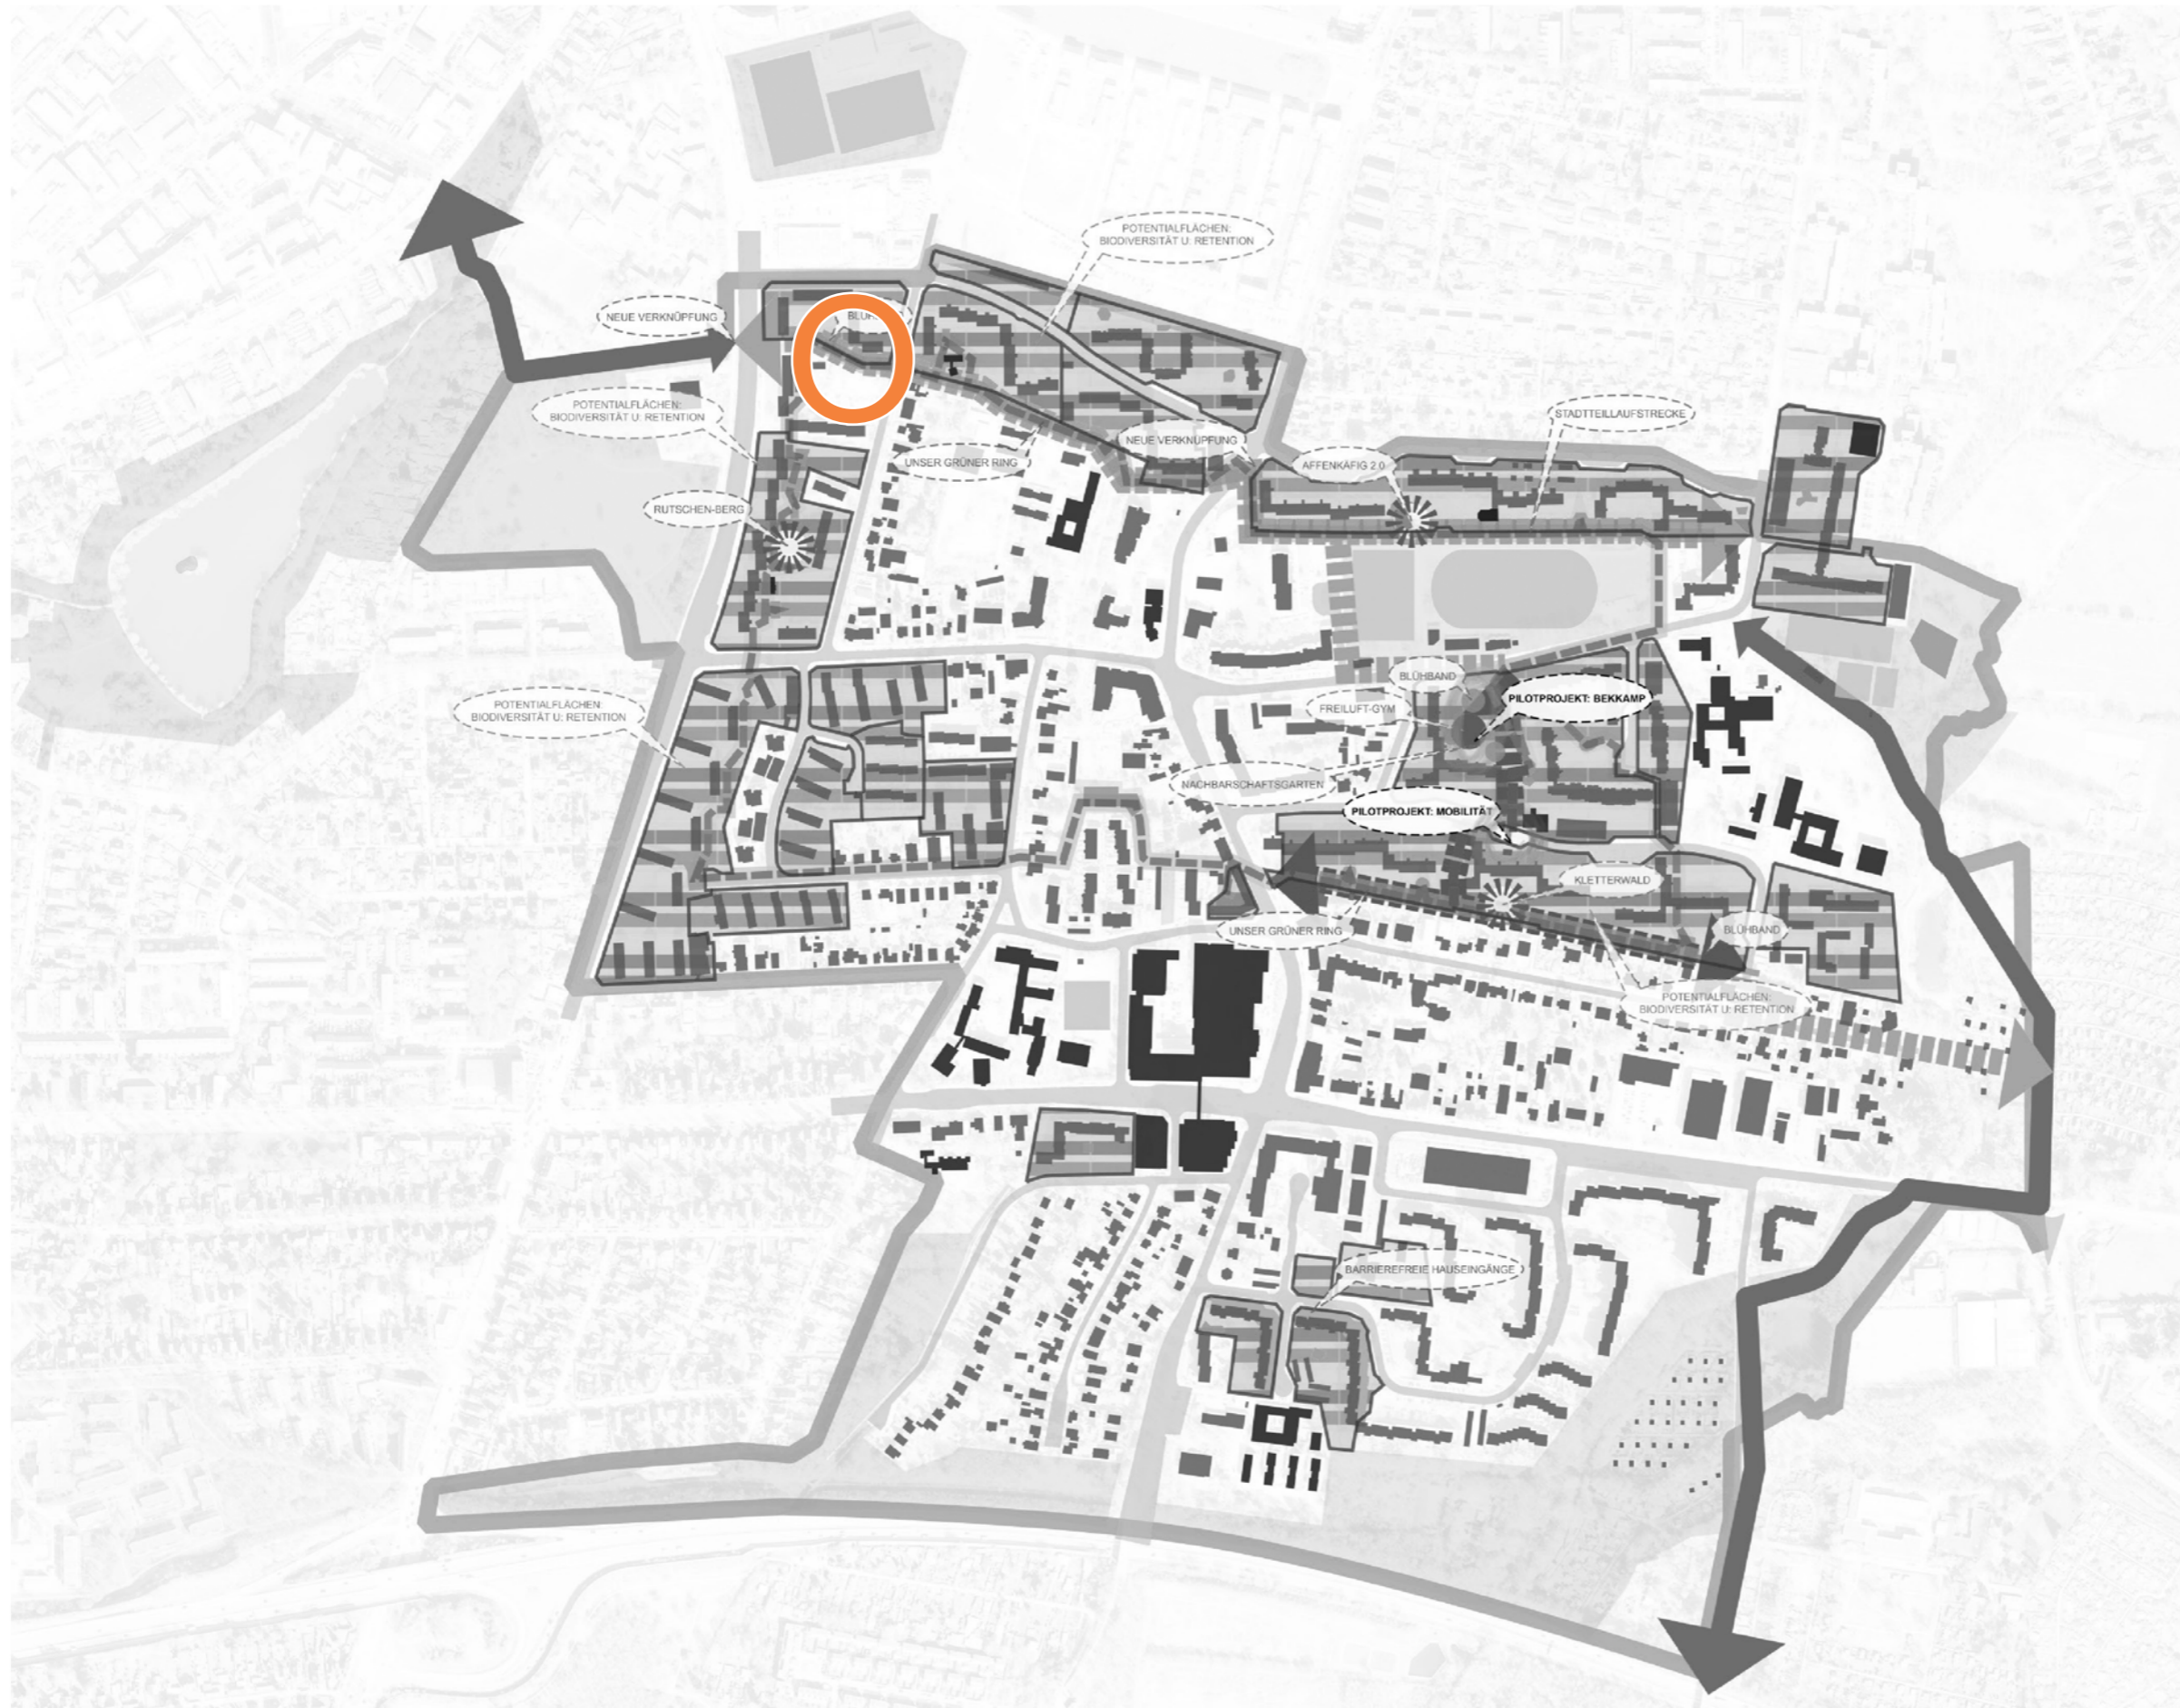 POTENTIALFLÄCHEN:
BIODIVERSITÄT U: RETENTION
NEUE VERKNÜPFUNG
POTENTIALFLÄCHEN:
BIODIVERSITÄT U: RETENTION
UNSER GRÜNER RING
NEUE VERKNÜPFUNG
AFFENKÄFIG 2.0
STADTTEILLAUFSTRECKE
RUTSCHEN-BERG
BLÜHBAND
PILOTPROJEKT: BEKKAMP
FREILUFT-GYM
POTENTIALFLÄCHEN:
BIODIVERSITÄT U: RETENTION
NACHBARSCHAFTSGARTEN
PILOTPROJEKT: MOBILITÄT
KLETTERWALD
UNSER GRÜNER RING
BLÜHBAND
POTENTIALFLÄCHEN:
BIODIVERSITÄT U: RETENTION
BARRIEREFREIE HAUSEINGÄNGE